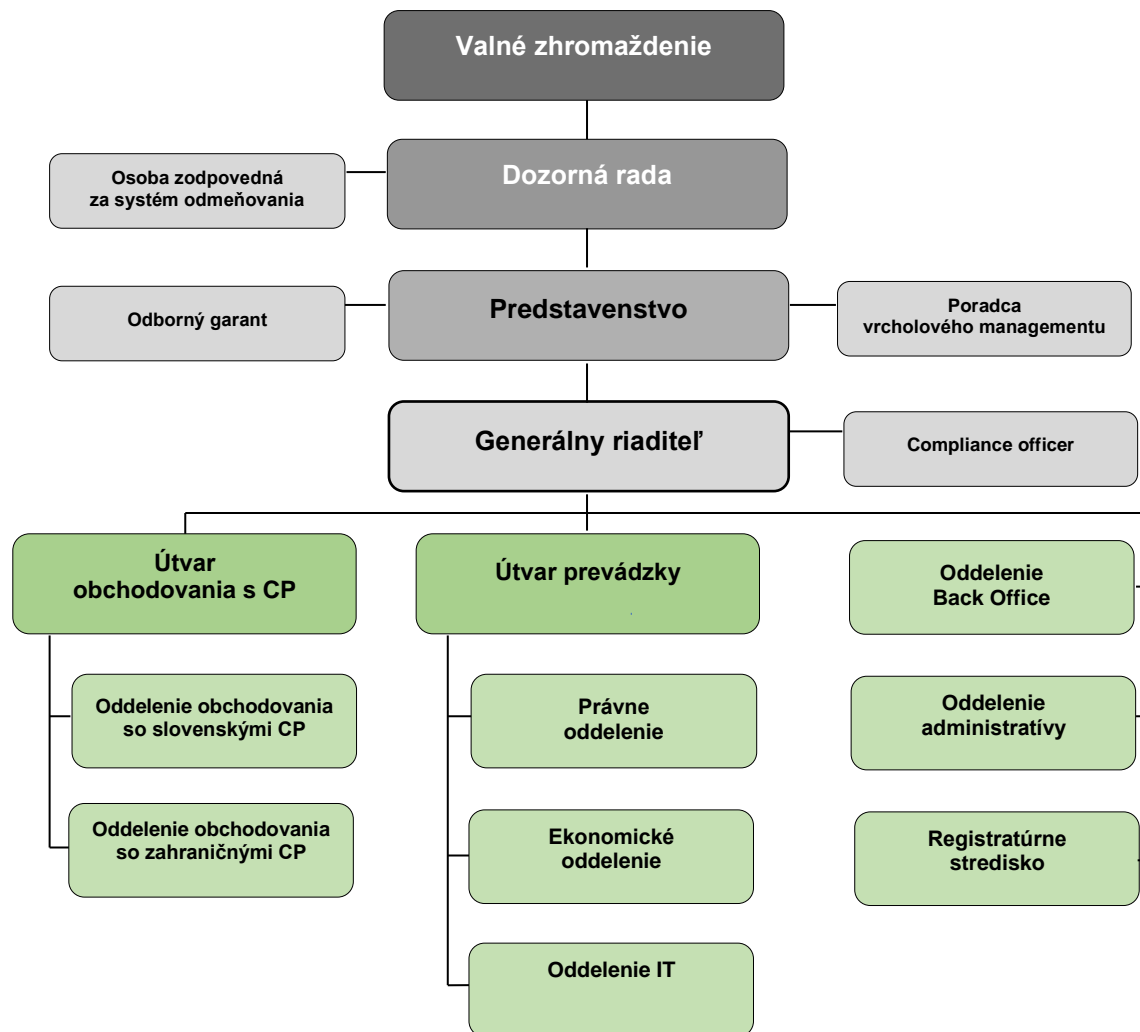 Valné zhromaždenie
Dozorná rada
Osoba zodpovedná
za systém odmeňovania
Predstavenstvo
Odborný garant
Poradca
vrcholového managementu
Generálny riaditeľ
Compliance officer
Útvar
obchodovania s CP
Útvar prevádzky
Oddelenie
Back Office
Oddelenie obchodovania
so slovenskými CP
Právne
oddelenie
Oddelenie
administratívy
Oddelenie obchodovania
so zahraničnými CP
Ekonomické
oddelenie
Registratúrne
stredisko
Oddelenie IT